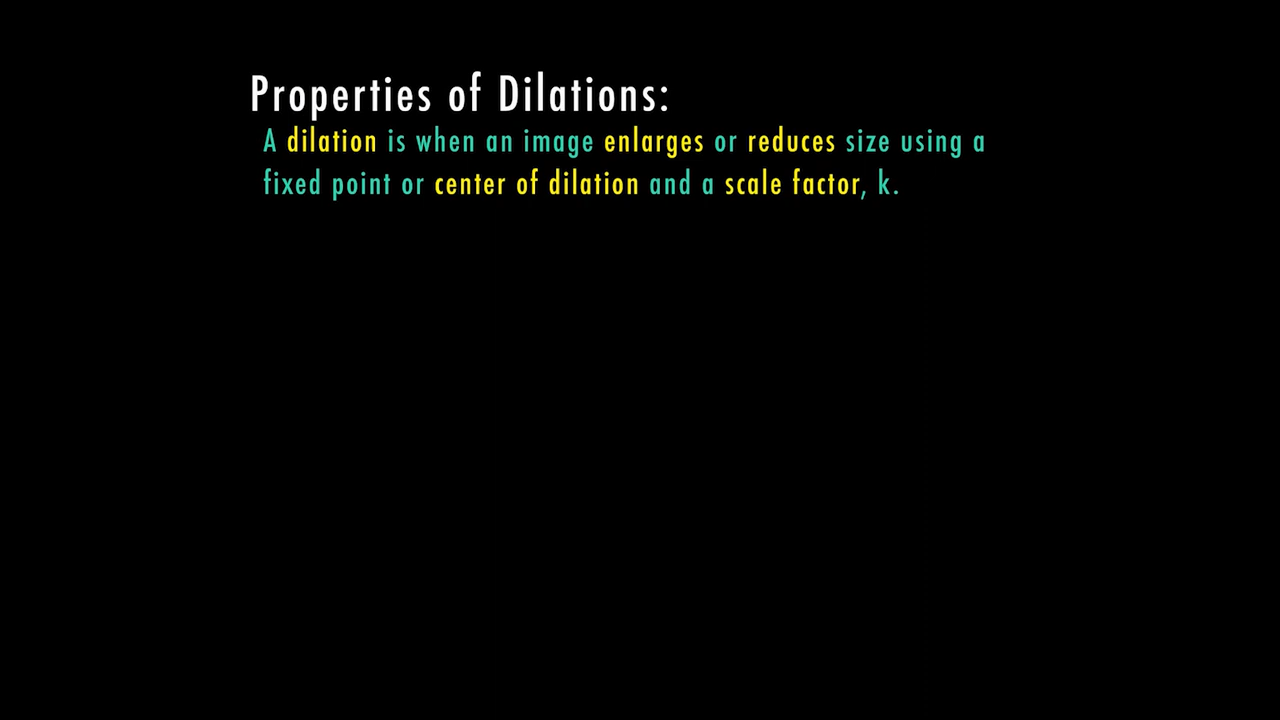 Properties of Dilations:
A dilation is when an image enlarges or reduces size using a
fixed point or center of dilation and a scale factor, k.